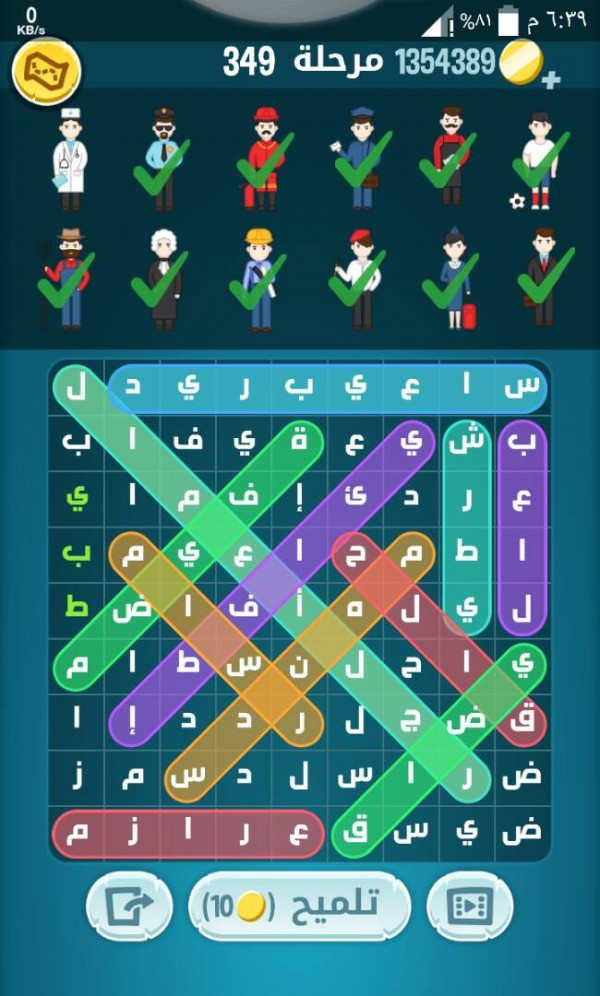 0
KB/s
٦:٣٩ م ٨١%
1354389 مرحلة 349
س ا ع ي ب ر ي د ل
ب ش ي ع ة ي ف ا ب
ع ر د ئ إ ف م ا ي
ا ط م ح ا ع ي م ب
ل ي ل ه أ ف ا ض ط
ي ا ح ل ن س ط ا م
ق ض ج ل ر د د إ ا
ض ر ا س ل د س م ز
ض ي س ق ع ر ا ز م
تلميح (10)